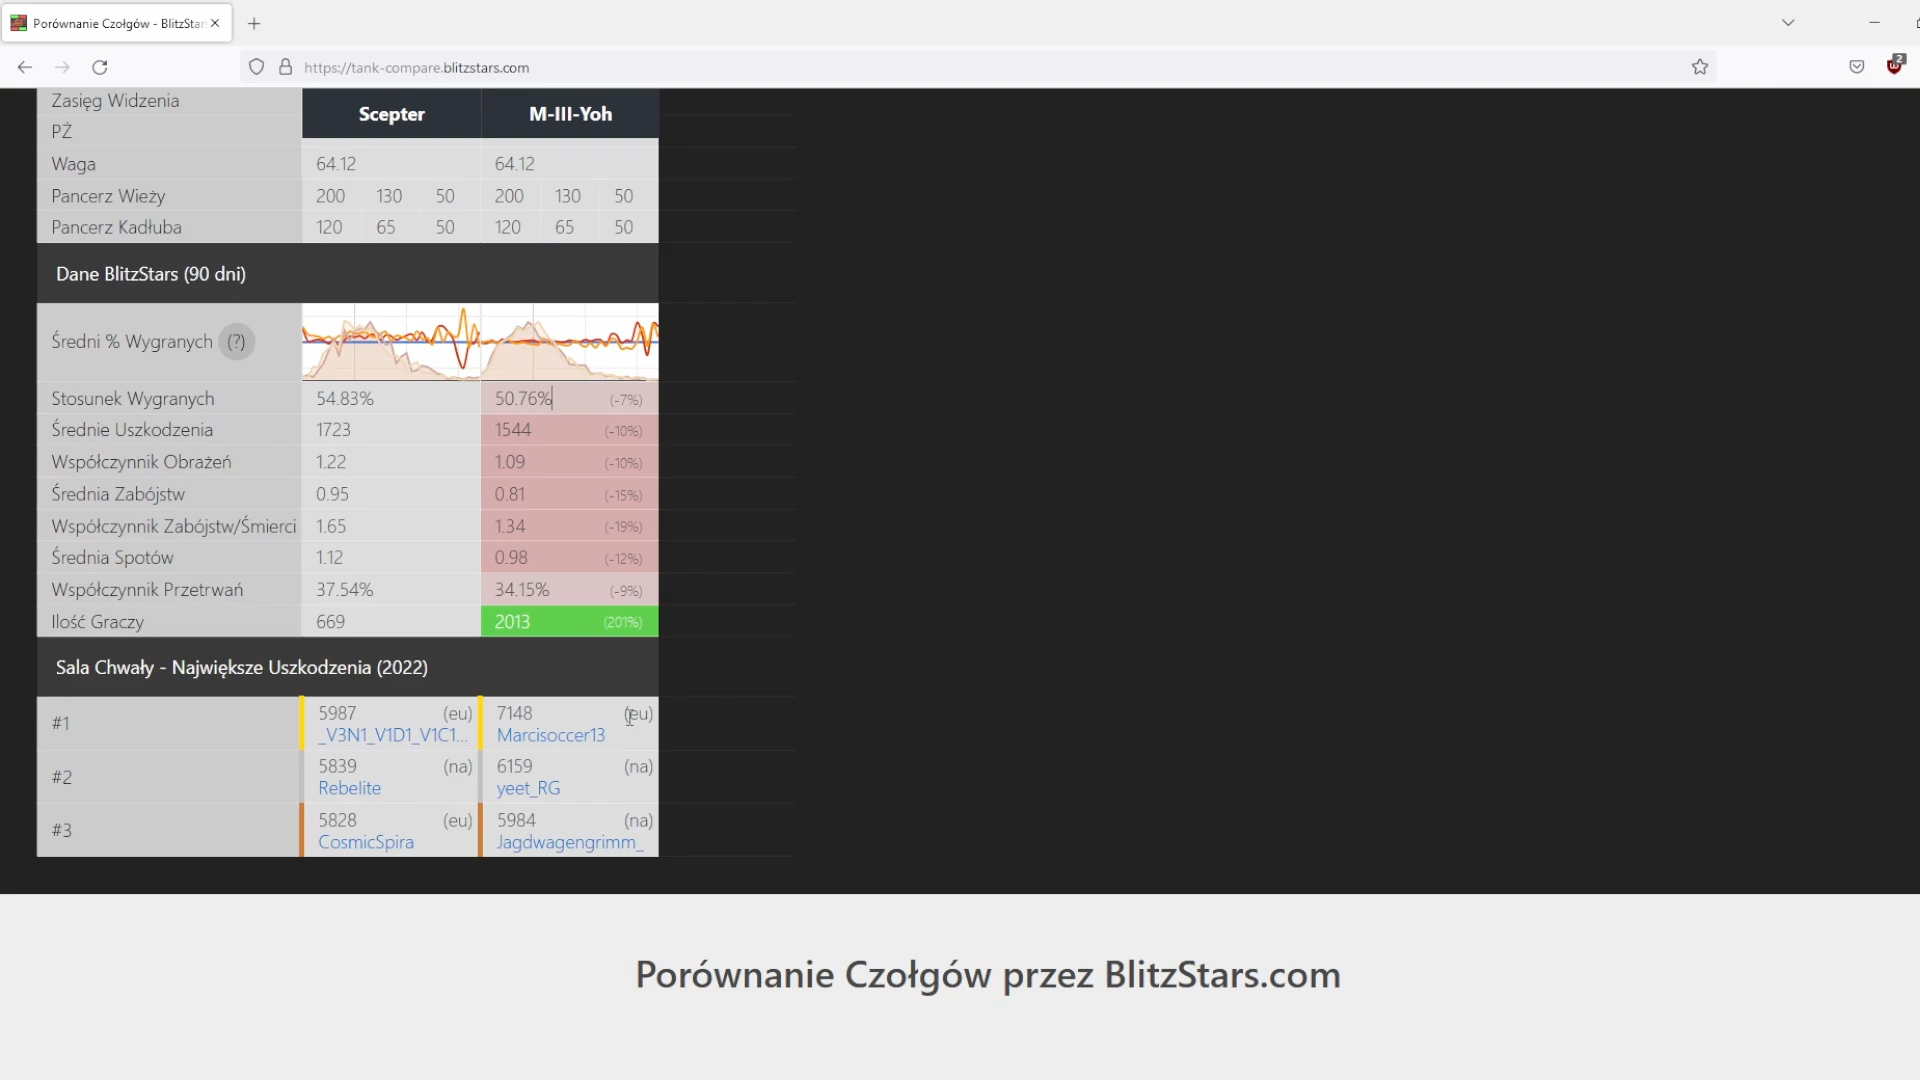 Porównanie Czołgów - BlitzStar
https://tank-compare.blitzstars.com
2
Zasięg Widzenia
Scepter M-III-Yoh
PŻ
Waga 64.12 64.12
Pancerz Wieży 200 130 50 200 130 50
Pancerz Kadłuba 120 65 50 120 65 50
Dane BlitzStars (90 dni)
Średni % Wygranych (?)
Stosunek Wygranych 54.83% 50.76% (-7%)
Średnie Uszkodzenia 1723 1544 (-10%)
Współczynnik Obrażeń 1.22 1.09 (-10%)
Średnia Zabójstw 0.95 0.81 (-15%)
Współczynnik Zabójstw/Śmierci 1.65 1.34 (-19%)
Średnia Spotów 1.12 0.98 (-12%)
Współczynnik Przetrwań 37.54% 34.15% (-9%)
Ilość Graczy 669 2013 (201%)
Sala Chwały - Największe Uszkodzenia (2022)
#1 5987 (eu) 7148 (eu)
_V3N1_V1D1_V1C1... Marcisoccer13
#2 5839 (na) 6159 (na)
Rebelite yeet_RG
#3 5828 (eu) 5984 (na)
CosmicSpira Jagdwagengrimm_
Porównanie Czołgów przez BlitzStars.com